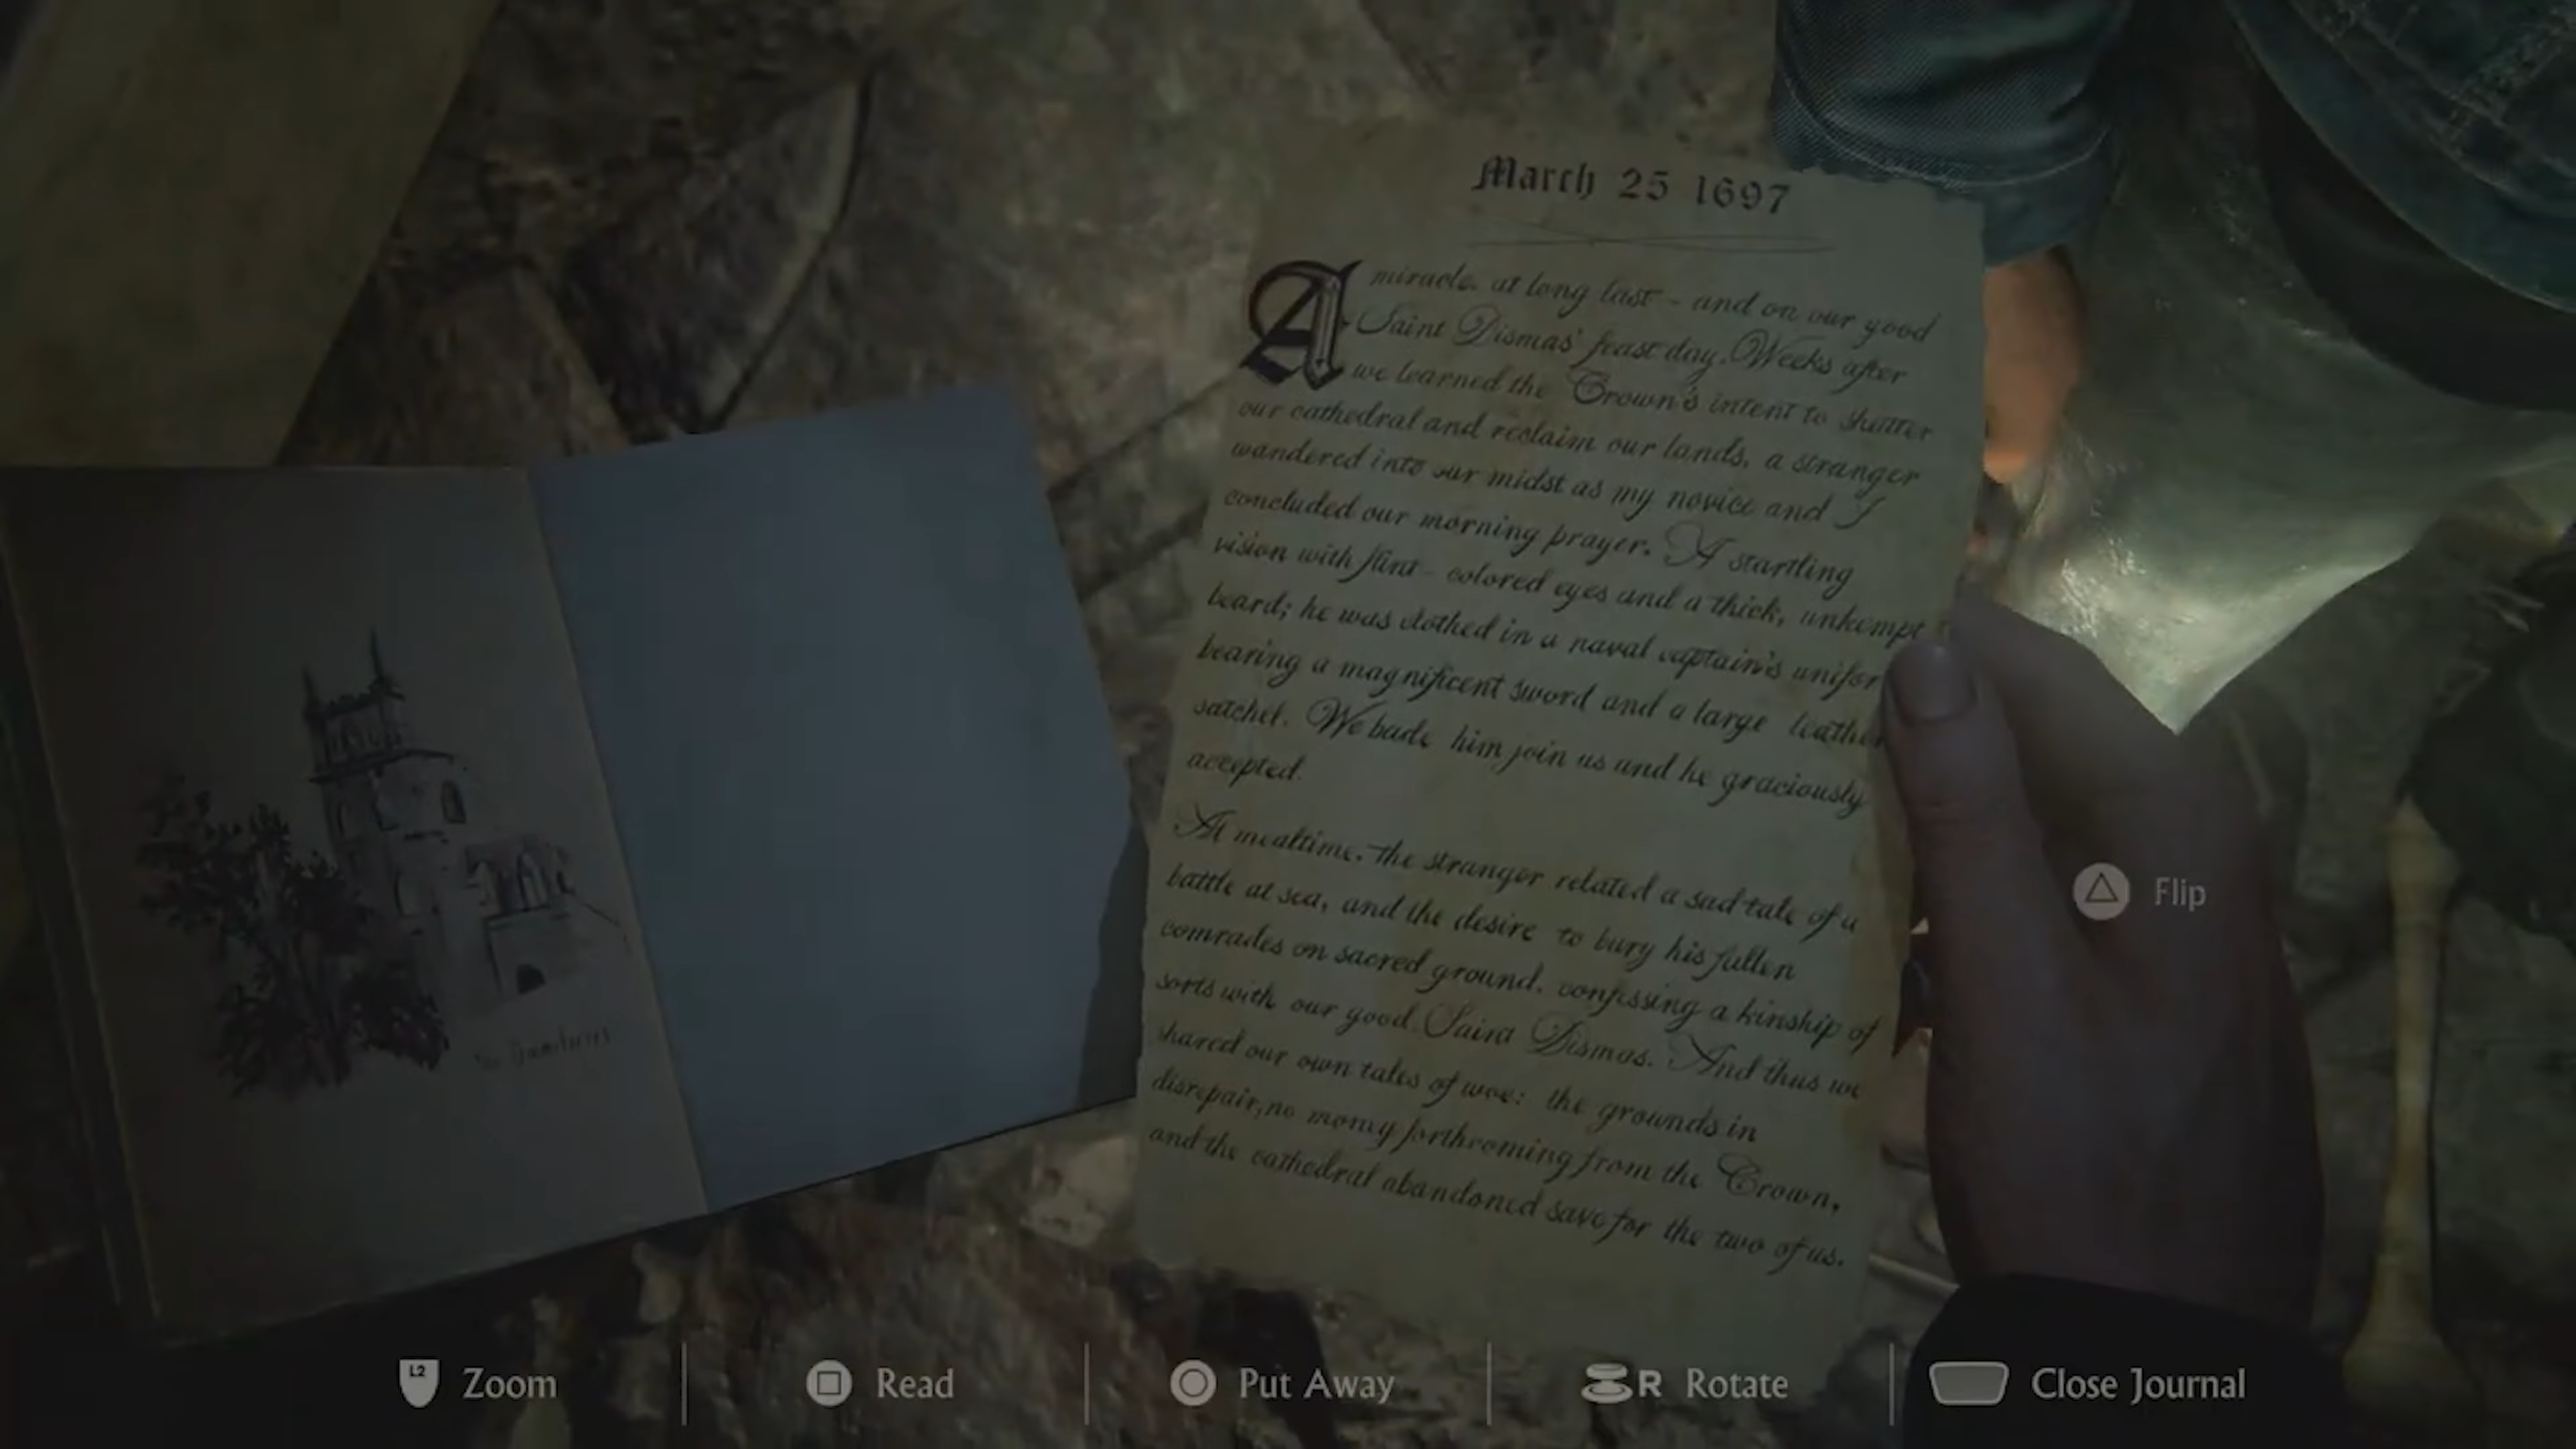 March 25 1697
A miracle, at long last - and on our good
Saint Dismas' feast day. Weeks after
we learned the Crown's intent to shutter
our cathedral and reclaim our lands, a stranger
wandered into our midst as my novice and I
concluded our morning prayer. A startling
vision with flint-colored eyes and a thick, unkempt
beard; he was clothed in a naval captain's unifor
bearing a magnificent sword and a large leather
satchel. We bade him join us and he graciously
accepted.
At mealtime, the stranger related a sad tale of a
battle at sea, and the desire to bury his fallen
comrades on sacred ground, confessing a kinship of
sorts with our good Saint Dismas. And thus we
shared our own tales of woe: the grounds in
disrepair, no money forthcoming from the Crown,
and the cathedral abandoned save for the two of us.
Flip
L2 Zoom
Read
Put Away
R Rotate
Close Journal